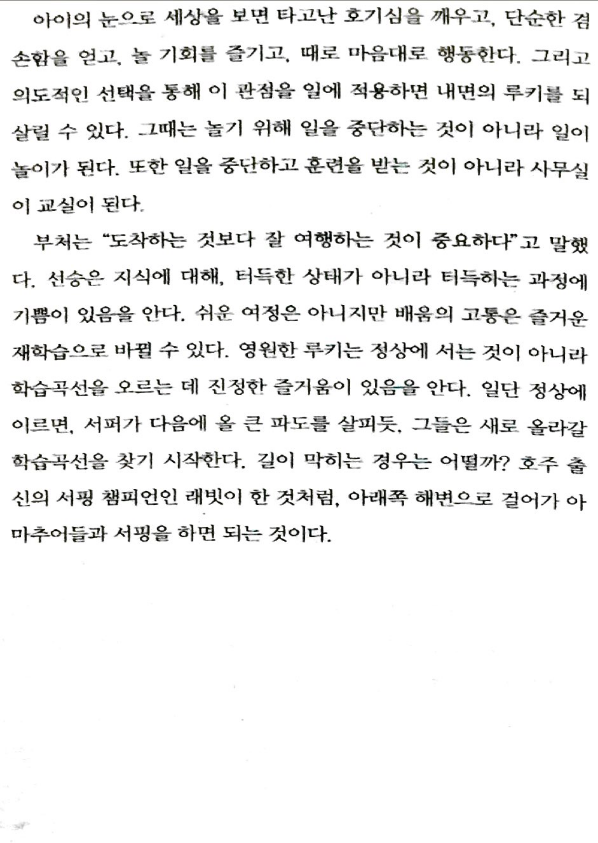 아이의 눈으로 세상을 보면 타고난 호기심을 깨우고, 단순한 겸
손함을 얻고, 놀 기회를 즐기고, 때로 마음대로 행동한다. 그리고
의도적인 선택을 통해 이 관점을 일에 적용하면 내면의 루키를 되
살릴 수 있다. 그때는 놀기 위해 일을 중단하는 것이 아니라 일이
놀이가 된다. 또한 일을 중단하고 훈련을 받는 것이 아니라 사무실
이 교실이 된다.
부처는 “도착하는 것보다 잘 여행하는 것이 중요하다”고 말했
다. 선승은 지식에 대해, 터득한 상태가 아니라 터득하는 과정에
기쁨이 있음을 안다. 쉬운 여정은 아니지만 배움의 고통은 즐거운
재학습으로 바뀔 수 있다. 영원한 루키는 정상에 서는 것이 아니라
학습곡선을 오르는 데 진정한 즐거움이 있음을 안다. 일단 정상에
이르면, 서퍼가 다음에 올 큰 파도를 살피듯, 그들은 새로 올라갈
학습곡선을 찾기 시작한다. 길이 막히는 경우는 어떨까? 호주 출
신의 서핑 챔피언인 래빗이 한 것처럼, 아래쪽 해변으로 걸어가 아
마추어들과 서핑을 하면 되는 것이다.